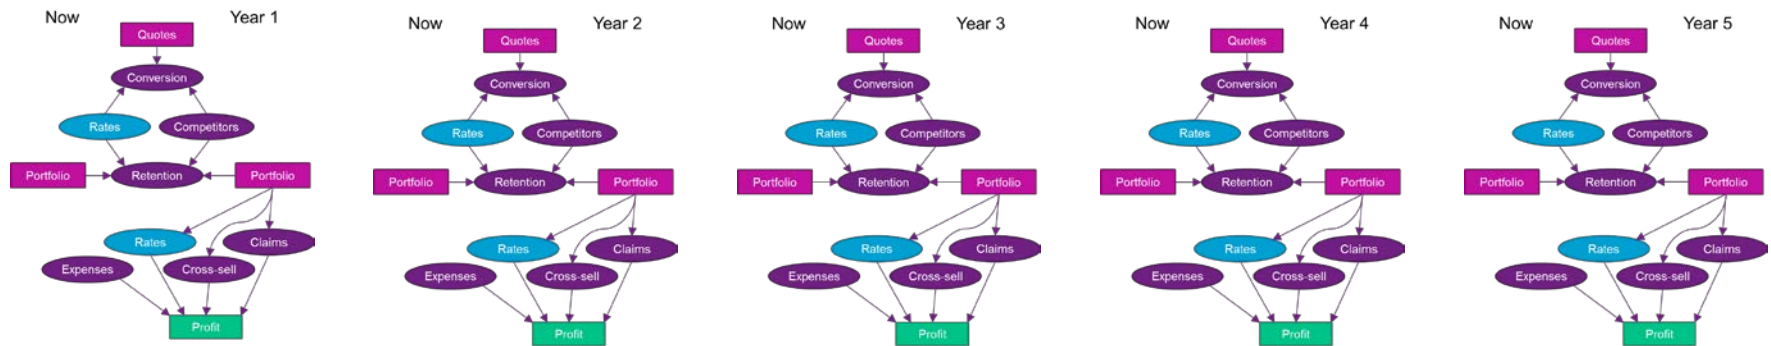 Now Year 1
Quotes
Conversion
Rates Competitors
Portfolio Retention Portfolio
Rates Claims
Expenses Cross-sell
Profit
Now Year 2
Quotes
Conversion
Rates Competitors
Portfolio Retention Portfolio
Rates Claims
Expenses Cross-sell
Profit
Now Year 3
Quotes
Conversion
Rates Competitors
Portfolio Retention Portfolio
Rates Claims
Expenses Cross-sell
Profit
Now Year 4
Quotes
Conversion
Rates Competitors
Portfolio Retention Portfolio
Rates Claims
Expenses Cross-sell
Profit
Now Year 5
Quotes
Conversion
Rates Competitors
Portfolio Retention Portfolio
Rates Claims
Expenses Cross-sell
Profit